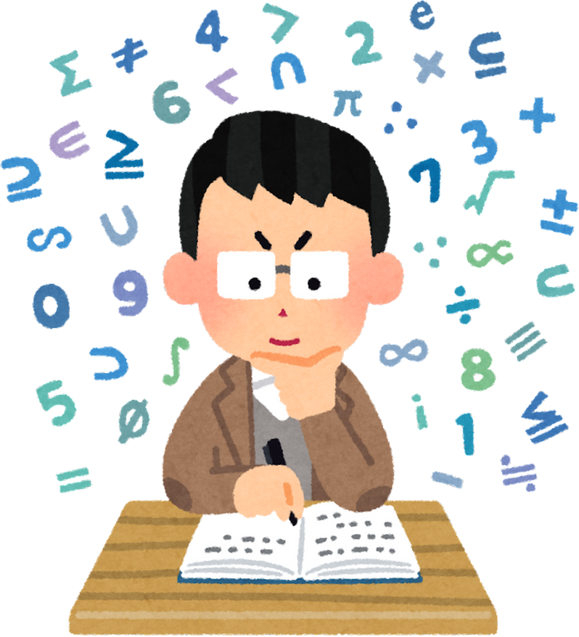 4 > 2 e
∑ ≠ 6 < ∩ π ∴ × ⊆
∈ ≧ 3 +
⊇ 7 √ ±
∽ ∪ ∵ ∝ ⊂
0 9 ÷
⊃ ∫ ∞ 8 ≡
5 ∅ i 1 ≦
= − ≒